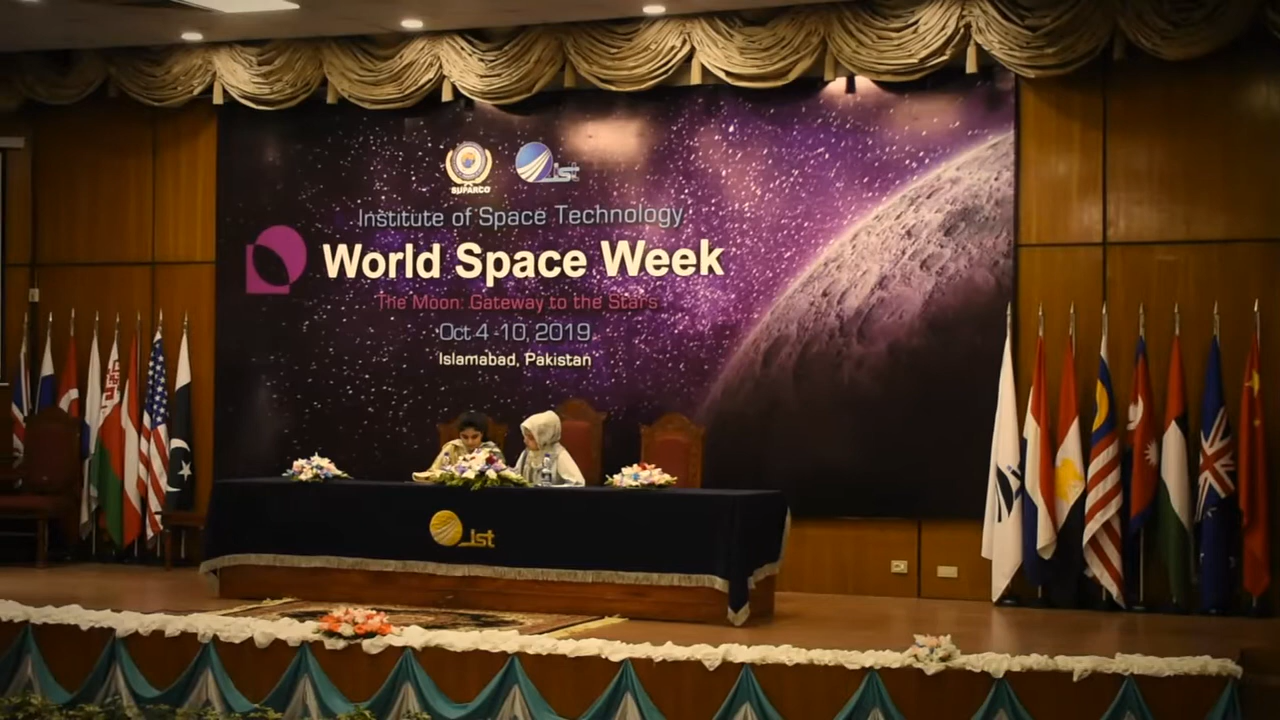 SUPARCO
ist
Institute of Space Technology
World Space Week
The Moon: Gateway to the Stars
Oct 4 -10, 2019
Islamabad, Pakistan
ist